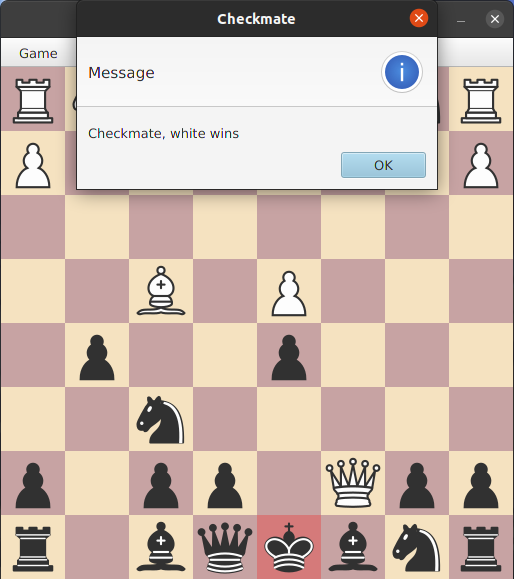 Checkmate
Game
Message
Checkmate, white wins
OK